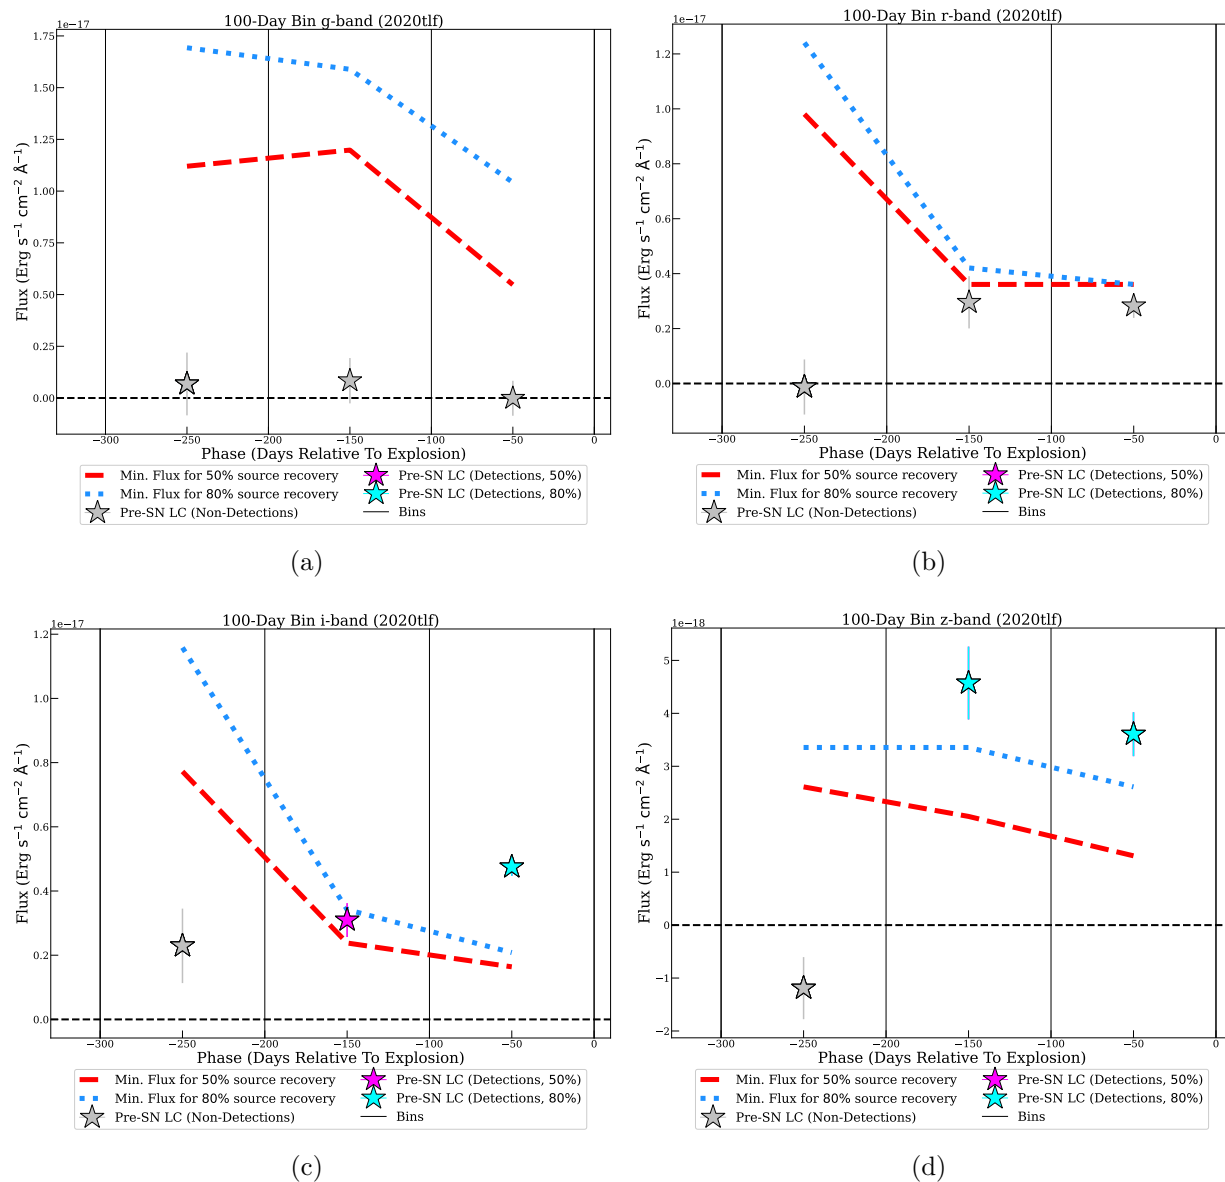 100-Day Bin g-band (2020tlf)
1e−17
1.75
1.50
1.25
1.00
0.75
0.50
0.25
0.00
Flux (Erg s⁻¹ cm⁻² Å⁻¹)
−300 −250 −200 −150 −100 −50 0
Phase (Days Relative To Explosion)
Min. Flux for 50% source recovery
Min. Flux for 80% source recovery
Pre-SN LC (Non-Detections)
Pre-SN LC (Detections, 50%)
Pre-SN LC (Detections, 80%)
Bins
(a)
100-Day Bin r-band (2020tlf)
1e−17
1.2
1.0
0.8
0.6
0.4
0.2
0.0
Flux (Erg s⁻¹ cm⁻² Å⁻¹)
−300 −250 −200 −150 −100 −50 0
Phase (Days Relative To Explosion)
Min. Flux for 50% source recovery
Min. Flux for 80% source recovery
Pre-SN LC (Non-Detections)
Pre-SN LC (Detections, 50%)
Pre-SN LC (Detections, 80%)
Bins
(b)
100-Day Bin i-band (2020tlf)
1e−17
1.2
1.0
0.8
0.6
0.4
0.2
0.0
Flux (Erg s⁻¹ cm⁻² Å⁻¹)
−300 −250 −200 −150 −100 −50 0
Phase (Days Relative To Explosion)
Min. Flux for 50% source recovery
Min. Flux for 80% source recovery
Pre-SN LC (Non-Detections)
Pre-SN LC (Detections, 50%)
Pre-SN LC (Detections, 80%)
Bins
(c)
100-Day Bin z-band (2020tlf)
1e−18
5
4
3
2
1
0
−1
−2
Flux (Erg s⁻¹ cm⁻² Å⁻¹)
−300 −250 −200 −150 −100 −50 0
Phase (Days Relative To Explosion)
Min. Flux for 50% source recovery
Min. Flux for 80% source recovery
Pre-SN LC (Non-Detections)
Pre-SN LC (Detections, 50%)
Pre-SN LC (Detections, 80%)
Bins
(d)